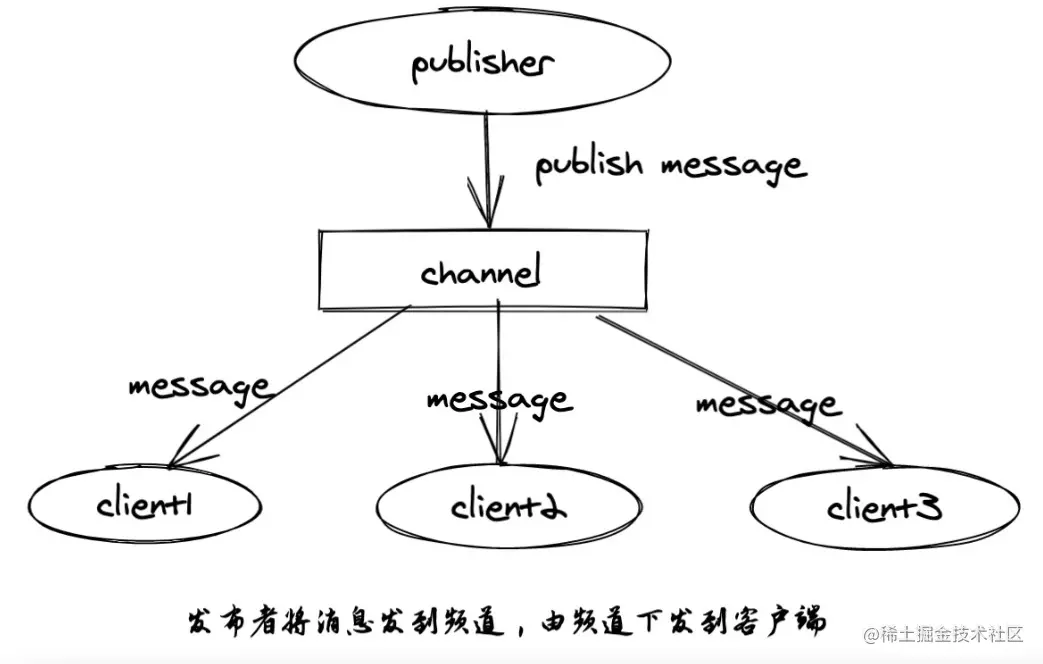 publisher
publish message
channel
message
message
message
client1
client2
client3
发布者将消息发到频道，由频道下发到客户端
@稀土掘金技术社区